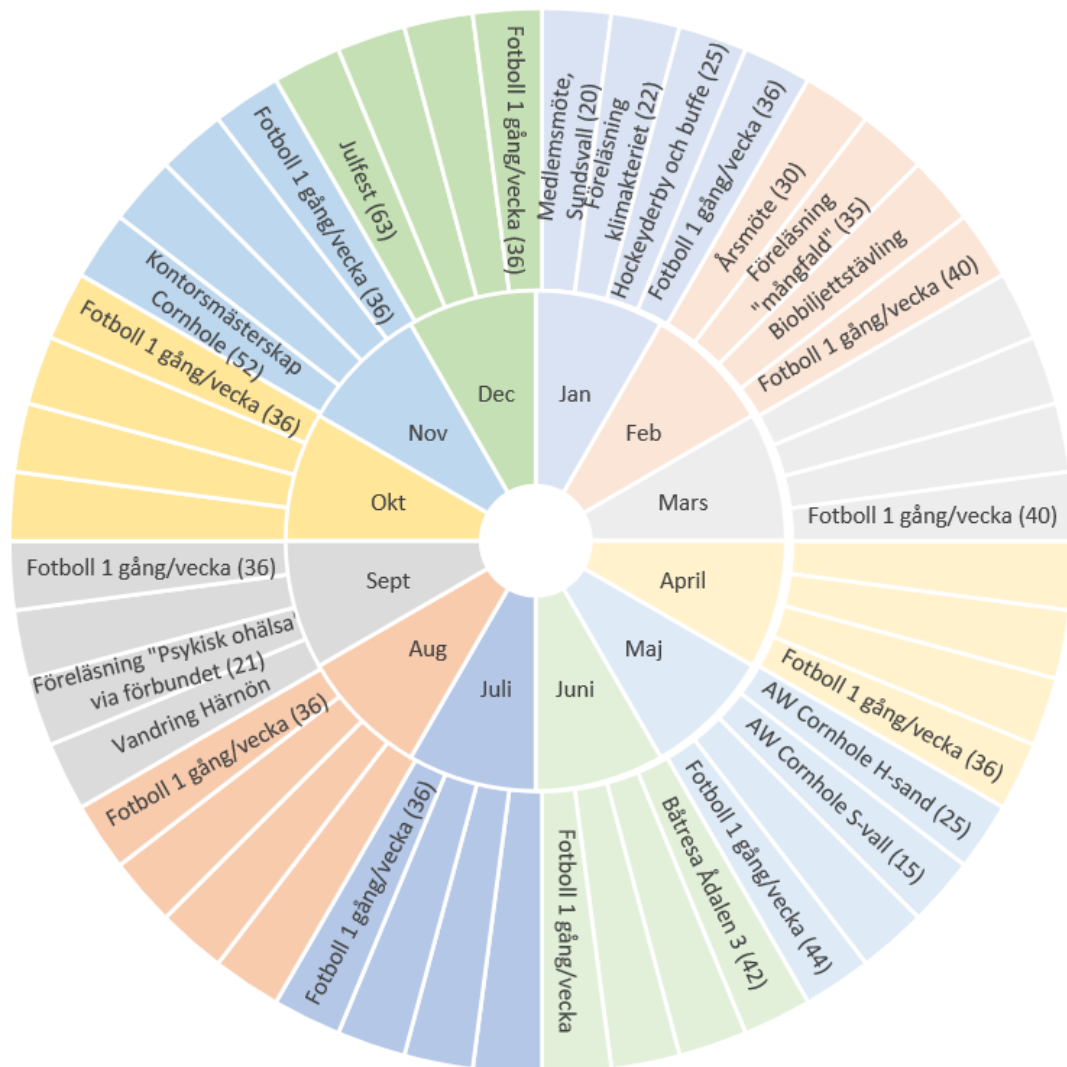 Jan
Medlemsmöte,
Sundsvall (20)
Föreläsning
klimakteriet (22)
Hockeyderby och buffe (25)
Fotboll 1 gång/vecka (36)
Feb
Årsmöte (30)
Föreläsning
"mångfald" (35)
Biobiljettstävling
Fotboll 1 gång/vecka (40)
Mars
Fotboll 1 gång/vecka (40)
April
Fotboll 1 gång/vecka (36)
Maj
AW Cornhole H-sand (25)
AW Cornhole S-vall (15)
Fotboll 1 gång/vecka (44)
Juni
Båtresa Ådalen 3 (42)
Fotboll 1 gång/vecka
Juli
Fotboll 1 gång/vecka (36)
Aug
Fotboll 1 gång/vecka (36)
Sept
Vandring Härnön
Föreläsning "Psykisk ohälsa'
via förbundet (21)
Fotboll 1 gång/vecka (36)
Okt
Fotboll 1 gång/vecka (36)
Nov
Kontorsmästerskap
Cornhole (52)
Fotboll 1 gång/vecka (36)
Dec
Julfest (63)
Fotboll 1 gång/vecka (36)